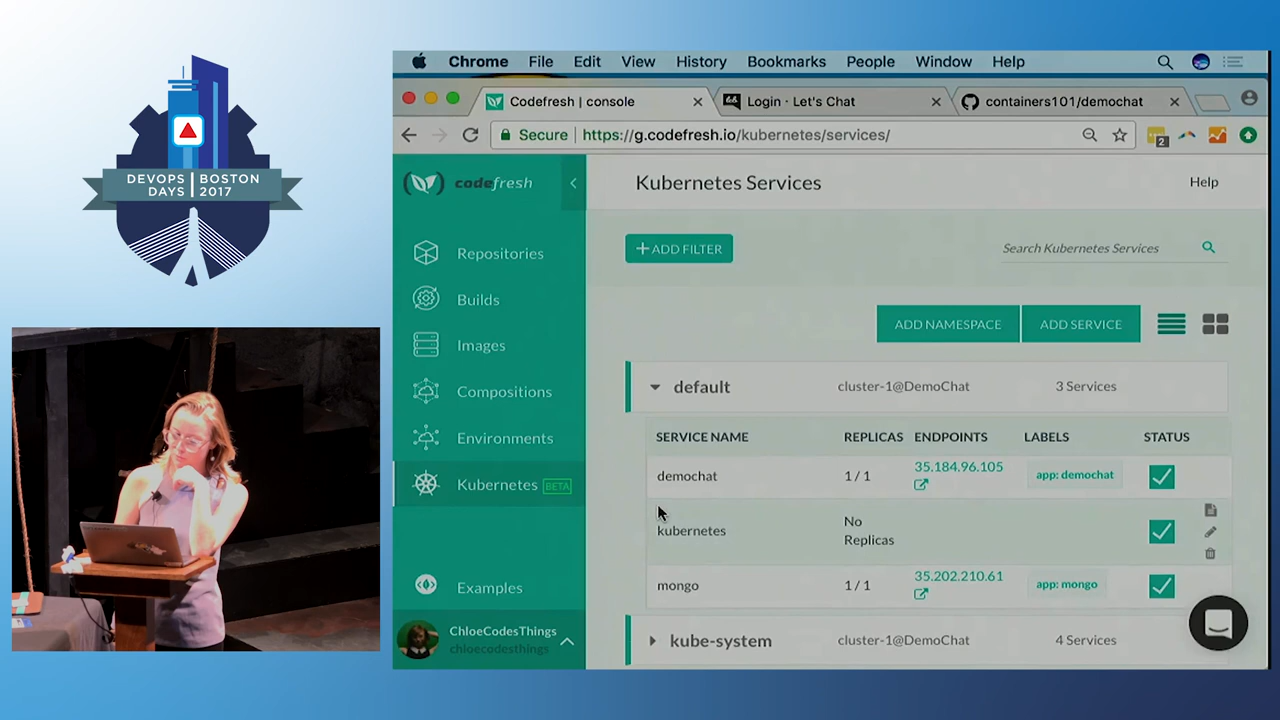 DEVOPS BOSTON
DAYS 2017
Chrome File Edit View History Bookmarks People Window Help
Codefresh | console
Login · Let's Chat
containers101/demochat
Secure https://g.codefresh.io/kubernetes/services/
2
codefresh
Kubernetes Services
Help
+ ADD FILTER
Search Kubernetes Services
Repositories
Builds
Images
Compositions
Environments
Kubernetes BETA
Examples
ChloeCodesThings
chloecodesthings
ADD NAMESPACE
ADD SERVICE
default cluster-1@DemoChat 3 Services
SERVICE NAME REPLICAS ENDPOINTS LABELS STATUS
demochat 1 / 1 35.184.96.105 app: demochat
kubernetes No
Replicas
mongo 1 / 1 35.202.210.61 app: mongo
kube-system cluster-1@DemoChat 4 Services